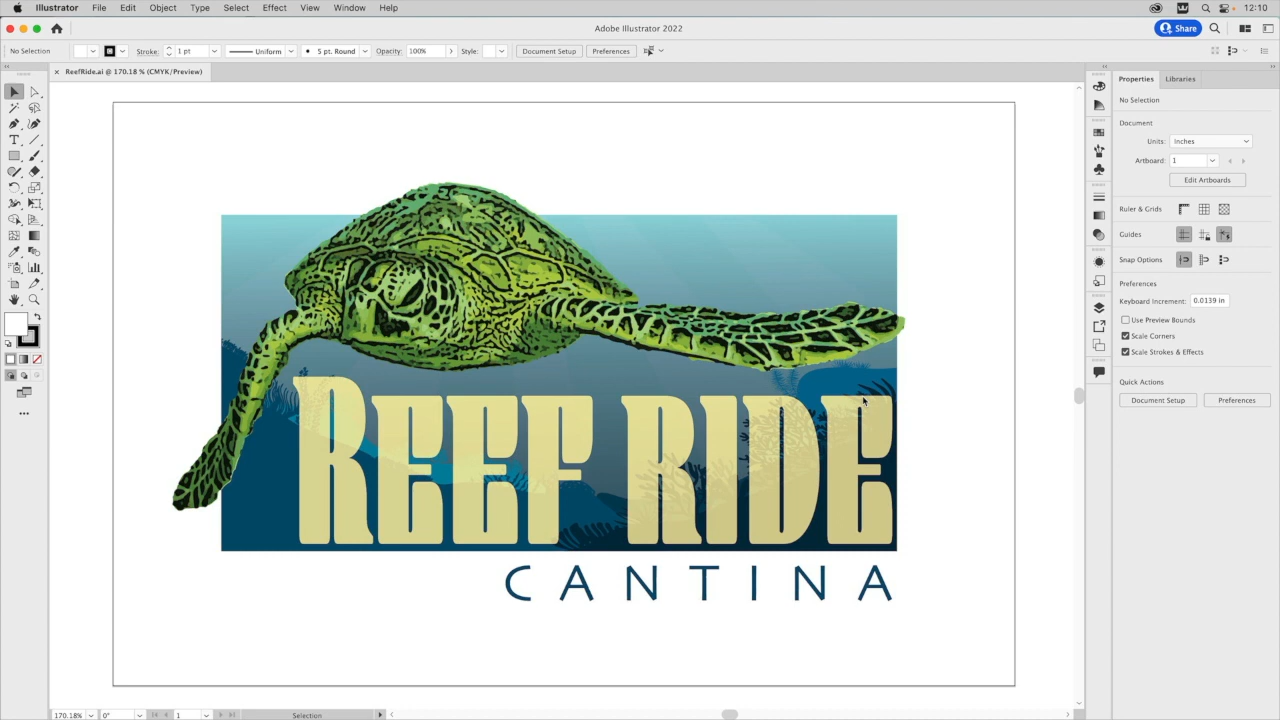 Illustrator File Edit Object Type Select Effect View Window Help 12:10
Adobe Illustrator 2022
Share
No Selection Stroke: 1 pt Uniform 5 pt. Round Opacity: 100% Style: Document Setup Preferences
ReefRide.ai @ 170.18 % (CMYK/Preview)
Properties Libraries
No Selection
Document
Units: Inches
Artboard: 1
Edit Artboards
Ruler & Grids
Guides
Snap Options
Preferences
Keyboard Increment: 0.0139 in
Use Preview Bounds
Scale Corners
Scale Strokes & Effects
Quick Actions
Document Setup Preferences
REEF RIDE
CANTINA
170.18% 0° 1 Selection